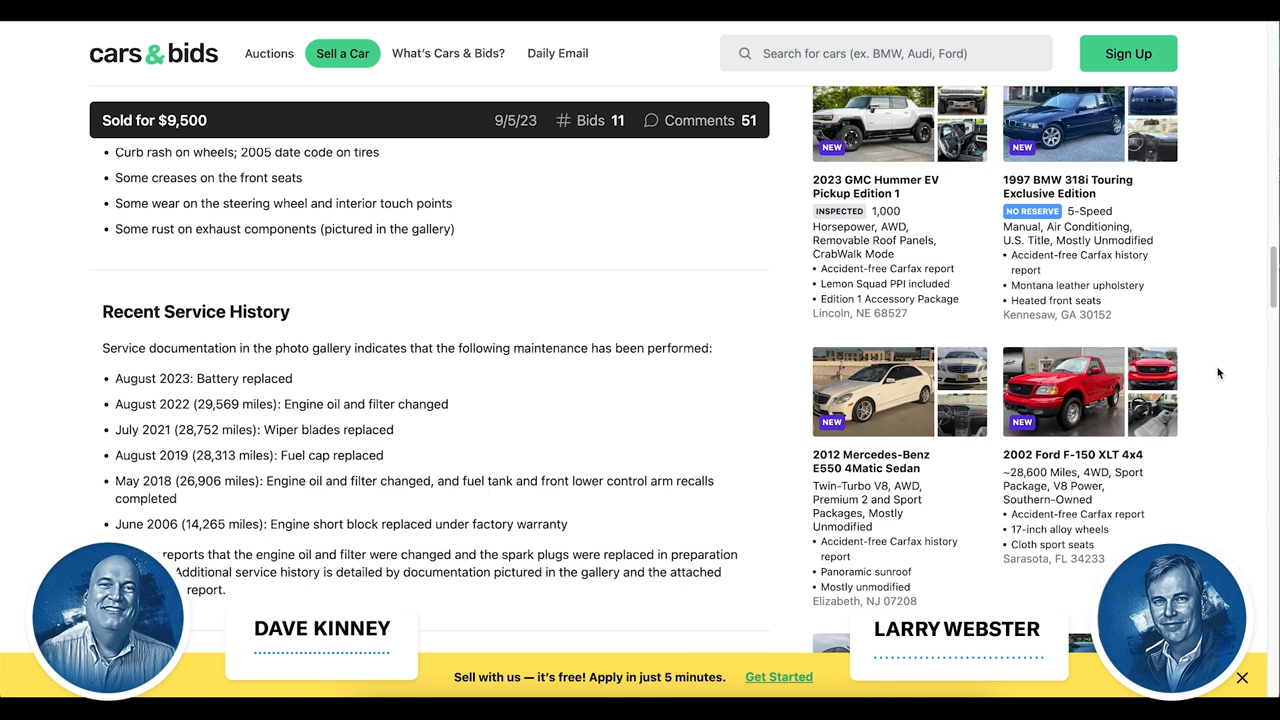 cars & bids
Auctions
Sell a Car
What's Cars & Bids?
Daily Email
Search for cars (ex. BMW, Audi, Ford)
Sign Up
Sold for $9,500
9/5/23
# Bids 11
Comments 51
• Curb rash on wheels; 2005 date code on tires
• Some creases on the front seats
• Some wear on the steering wheel and interior touch points
• Some rust on exhaust components (pictured in the gallery)
Recent Service History
Service documentation in the photo gallery indicates that the following maintenance has been performed:
• August 2023: Battery replaced
• August 2022 (29,569 miles): Engine oil and filter changed
• July 2021 (28,752 miles): Wiper blades replaced
• August 2019 (28,313 miles): Fuel cap replaced
• May 2018 (26,906 miles): Engine oil and filter changed, and fuel tank and front lower control arm recalls
completed
• June 2006 (14,265 miles): Engine short block replaced under factory warranty
reports that the engine oil and filter were changed and the spark plugs were replaced in preparation
Additional service history is detailed by documentation pictured in the gallery and the attached
report.
NEW
2023 GMC Hummer EV
Pickup Edition 1
INSPECTED 1,000
Horsepower, AWD,
Removable Roof Panels,
CrabWalk Mode
• Accident-free Carfax report
• Lemon Squad PPI included
• Edition 1 Accessory Package
Lincoln, NE 68527
NEW
1997 BMW 318i Touring
Exclusive Edition
NO RESERVE 5-Speed
Manual, Air Conditioning,
U.S. Title, Mostly Unmodified
• Accident-free Carfax history
report
• Montana leather upholstery
• Heated front seats
Kennesaw, GA 30152
NEW
2012 Mercedes-Benz
E550 4Matic Sedan
Twin-Turbo V8, AWD,
Premium 2 and Sport
Packages, Mostly
Unmodified
• Accident-free Carfax history
report
• Panoramic sunroof
• Mostly unmodified
Elizabeth, NJ 07208
NEW
2002 Ford F-150 XLT 4x4
~28,600 Miles, 4WD, Sport
Package, V8 Power,
Southern-Owned
• Accident-free Carfax report
• 17-inch alloy wheels
• Cloth sport seats
Sarasota, FL 34233
DAVE KINNEY
LARRY WEBSTER
Sell with us — it's free! Apply in just 5 minutes.
Get Started